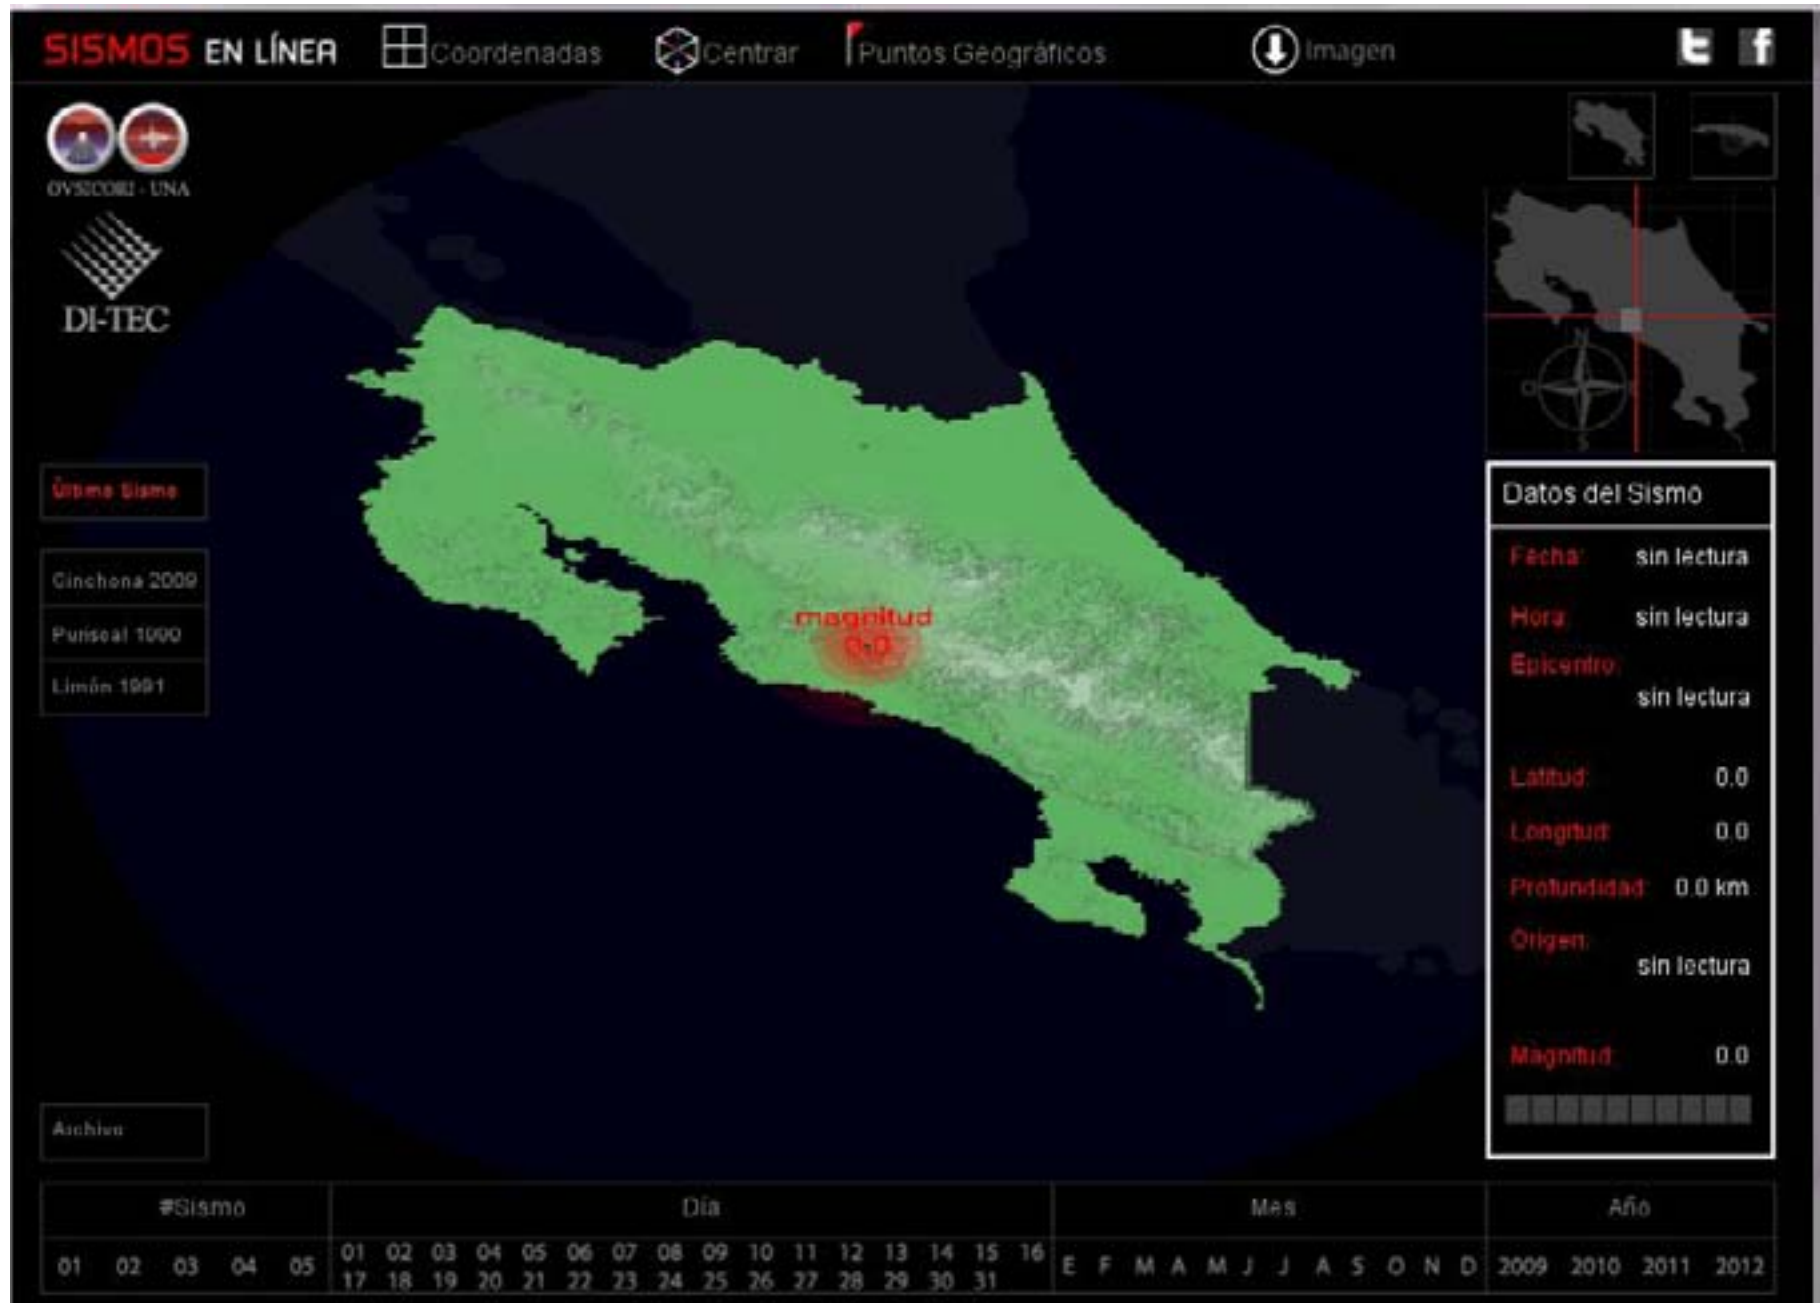 SISMOS EN LÍNEA
Coordenadas
Centrar
Puntos Geográficos
Imagen
OVSICORI - UNA
DI-TEC
Último Sismo
Cinchona 2009
Puriscal 1990
Limón 1991
magnitud
0.0
N
O
S
Datos del Sismo
Fecha: sin lectura
Hora: sin lectura
Epicentro:
sin lectura
Latitud: 0.0
Longitud: 0.0
Profundidad: 0.0 km
Origen:
sin lectura
Magnitud: 0.0
Archivo
#Sismo Día Mes Año
01 02 03 04 05
01 02 03 04 05 06 07 08 09 10 11 12 13 14 15 16
17 18 19 20 21 22 23 24 25 26 27 28 29 30 31
E F M A M J J A S O N D
2009 2010 2011 2012